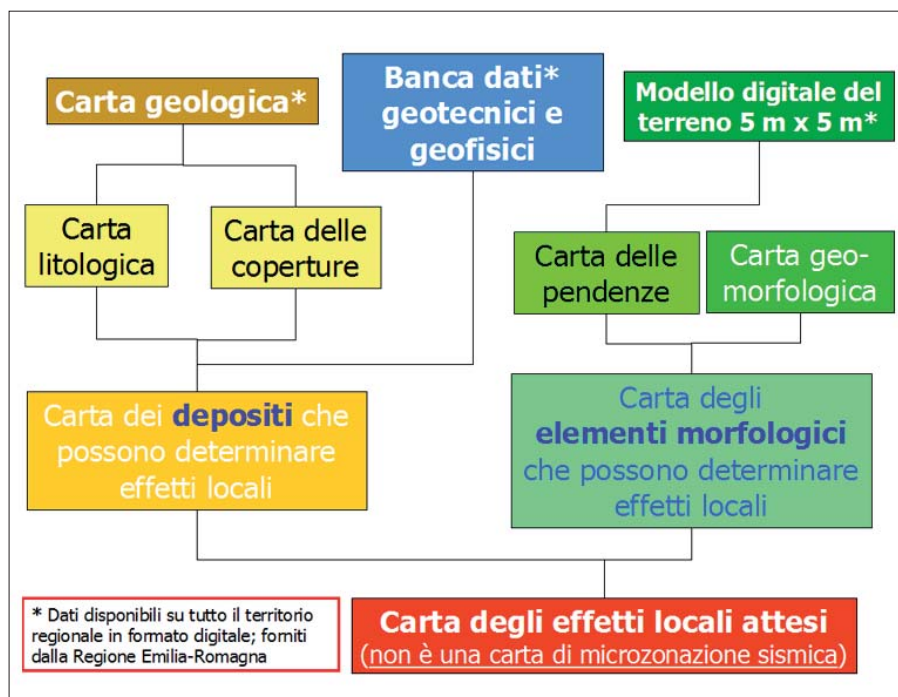 Carta geologica*
Banca dati*
geotecnici e
geofisici
Modello digitale del
terreno 5 m x 5 m*
Carta
litologica
Carta delle
coperture
Carta delle
pendenze
Carta geo-
morfologica
Carta dei depositi che
possono determinare
effetti locali
Carta degli
elementi morfologici
che possono determinare
effetti locali
* Dati disponibili su tutto il territorio
regionale in formato digitale; forniti
dalla Regione Emilia-Romagna
Carta degli effetti locali attesi
(non è una carta di microzonazione sismica)